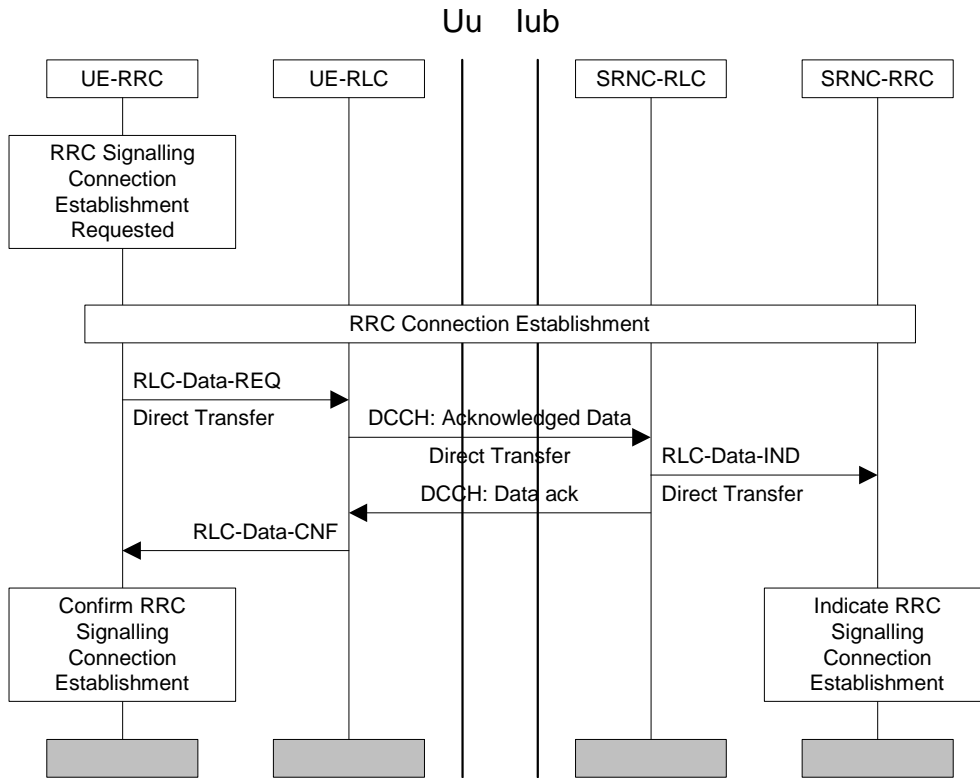 Uu Iub
UE-RRC UE-RLC SRNC-RLC SRNC-RRC
RRC Signalling
Connection
Establishment
Requested
RRC Connection Establishment
RLC-Data-REQ
Direct Transfer
DCCH: Acknowledged Data
Direct Transfer
RLC-Data-IND
Direct Transfer
DCCH: Data ack
RLC-Data-CNF
Confirm RRC
Signalling
Connection
Establishment
Indicate RRC
Signalling
Connection
Establishment